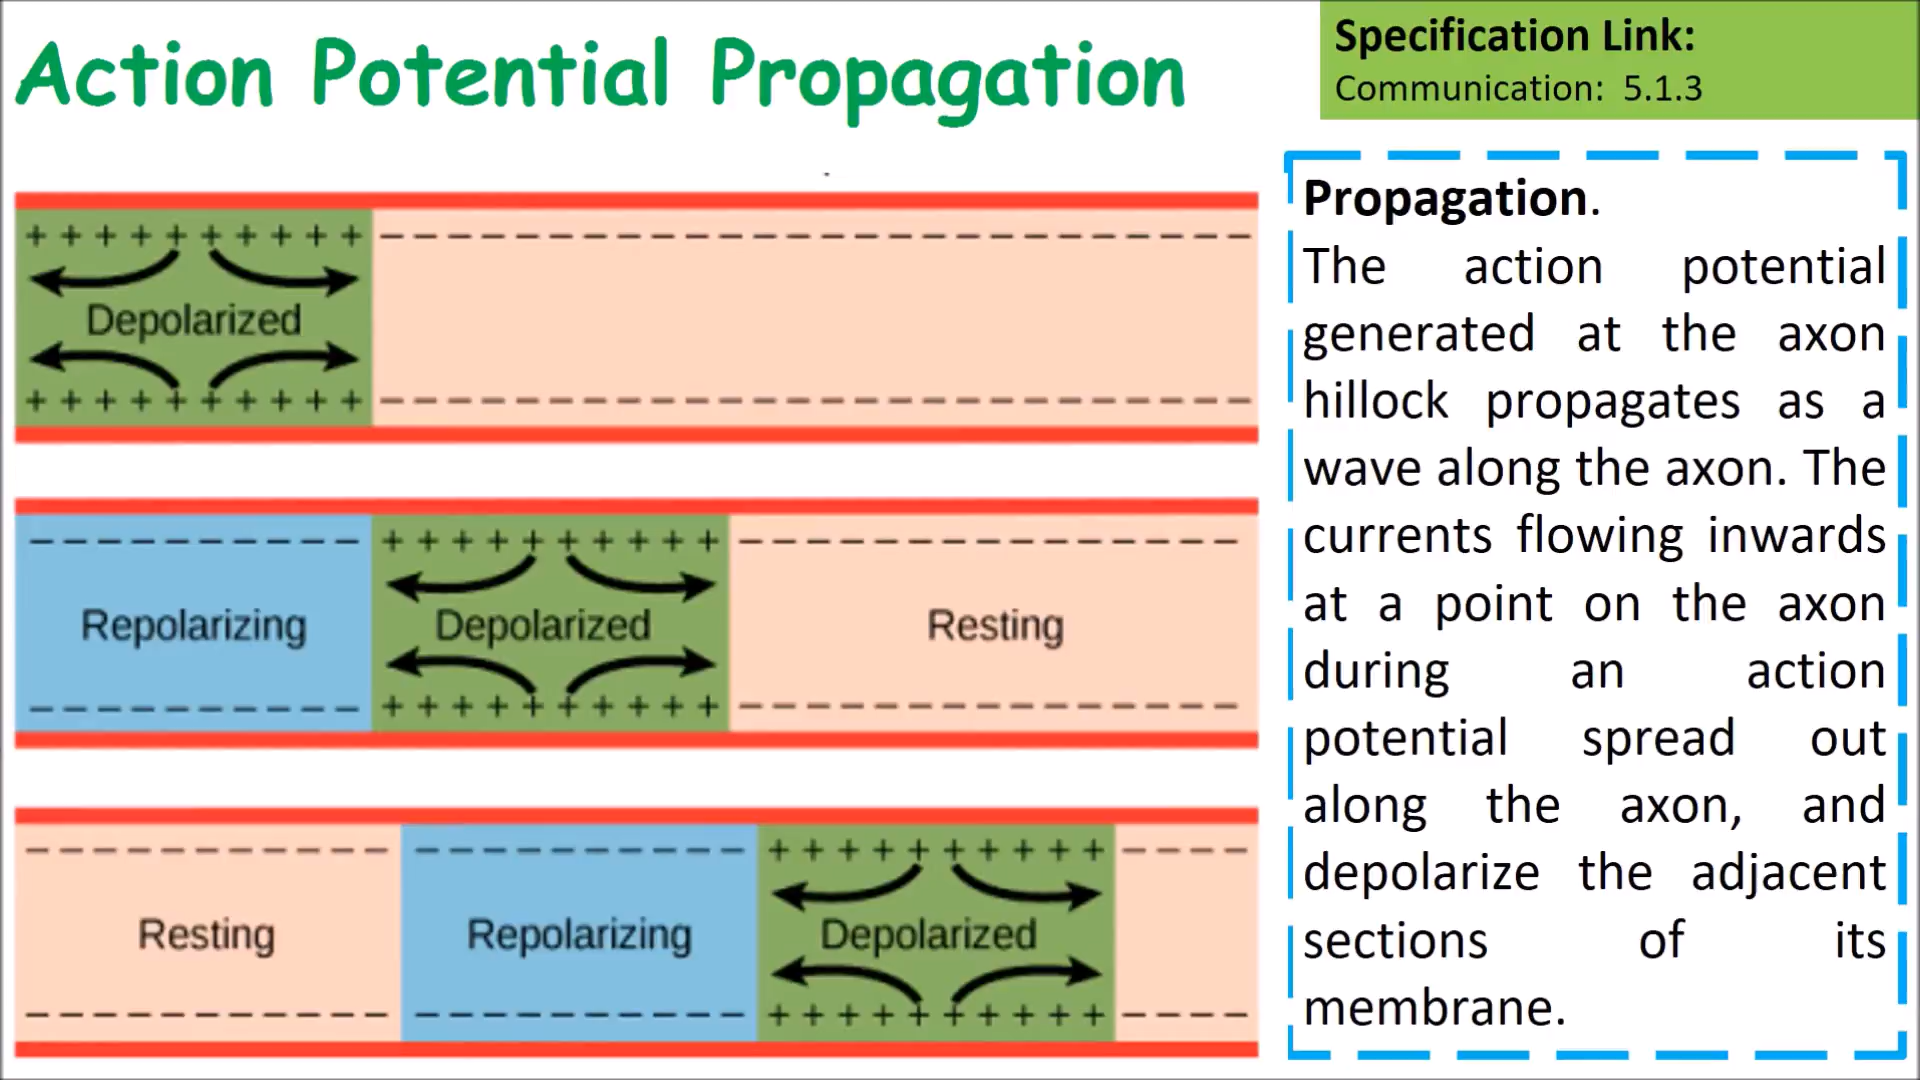 Action Potential Propagation
Specification Link:
Communication: 5.1.3
+ + + + + + + + + +
Depolarized
+ + + + + + + + + +
+ + + + + + + + + +
Repolarizing
Depolarized
Resting
+ + + + + + + + + +
+ + + + + + + + + +
Resting
Repolarizing
Depolarized
+ + + + + + + + + +
Propagation.
The action potential
generated at the axon
hillock propagates as a
wave along the axon. The
currents flowing inwards
at a point on the axon
during an action
potential spread out
along the axon, and
depolarize the adjacent
sections of its
membrane.